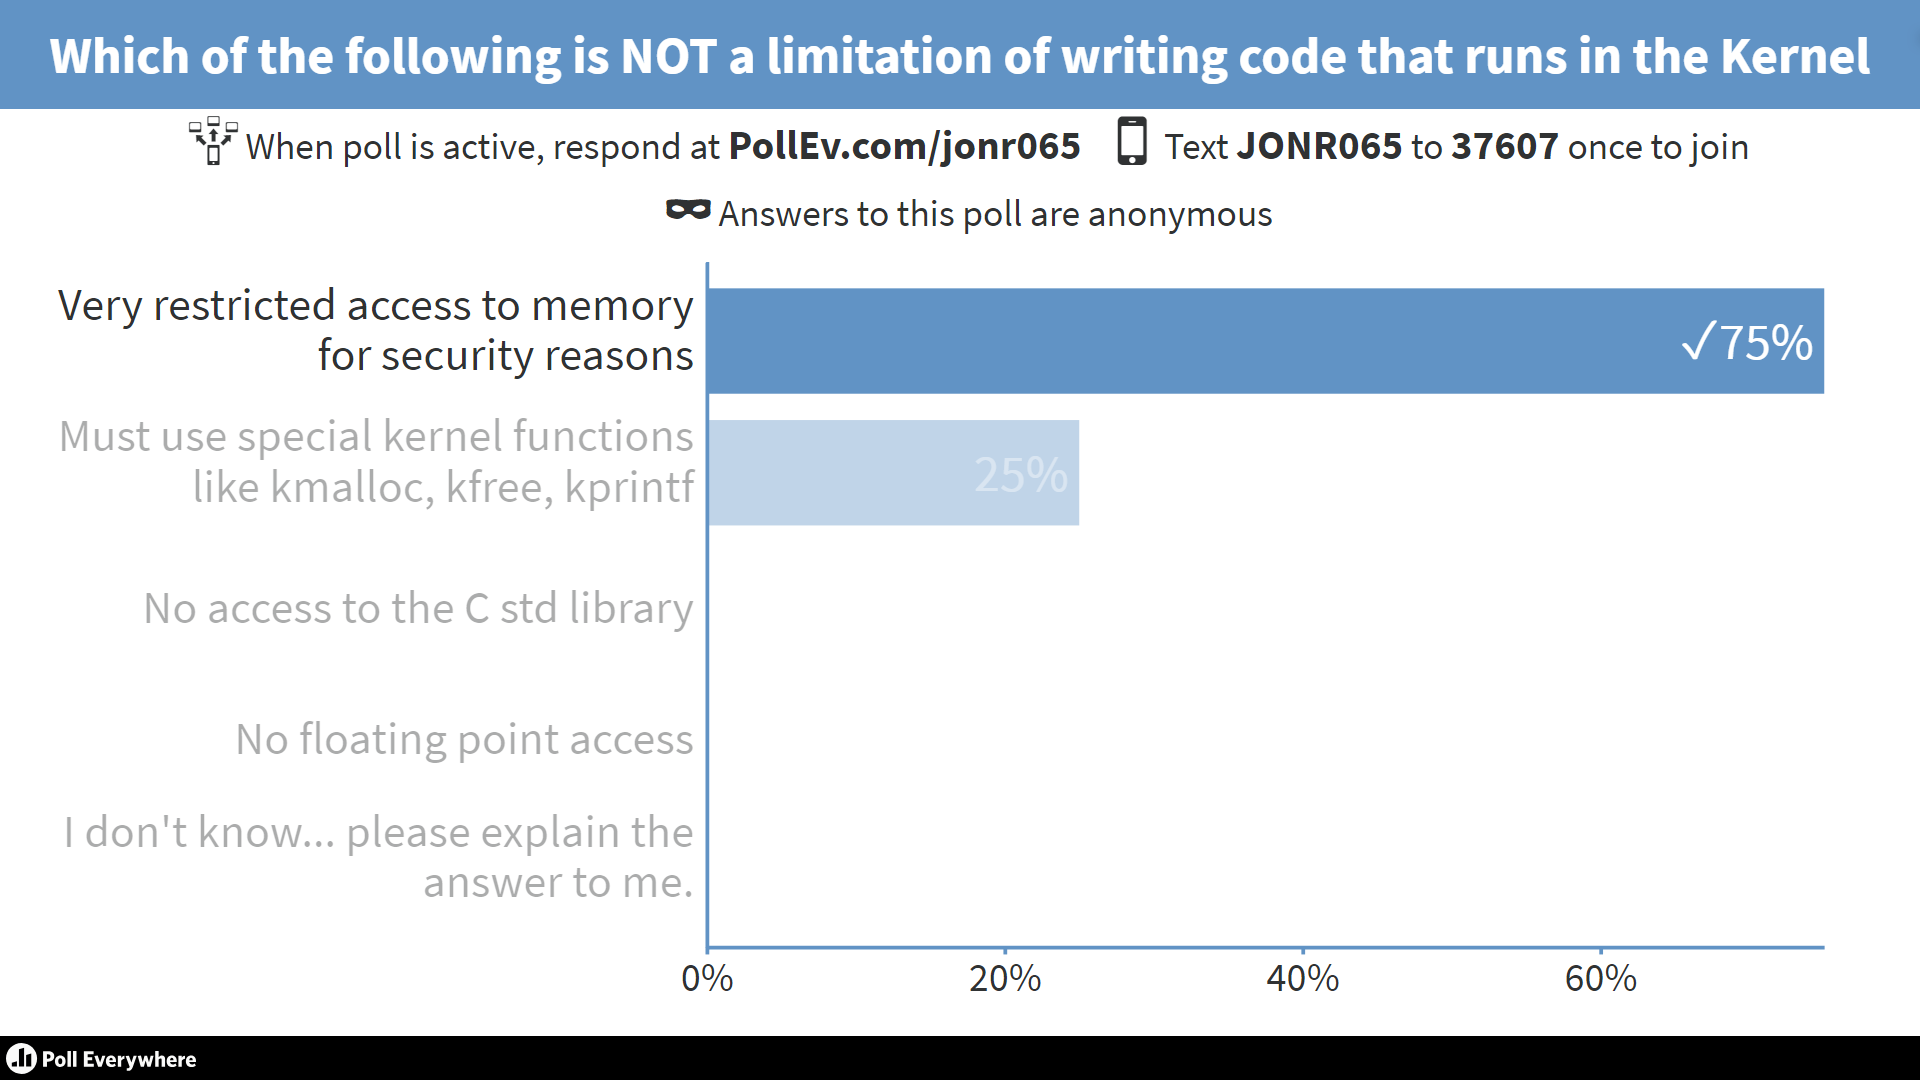 Which of the following is NOT a limitation of writing code that runs in the Kernel
When poll is active, respond at PollEv.com/jonr065 Text JONR065 to 37607 once to join
Answers to this poll are anonymous
Very restricted access to memory
for security reasons
✓75%
Must use special kernel functions
like kmalloc, kfree, kprintf
25%
No access to the C std library
No floating point access
I don't know... please explain the
answer to me.
0% 20% 40% 60%
Poll Everywhere